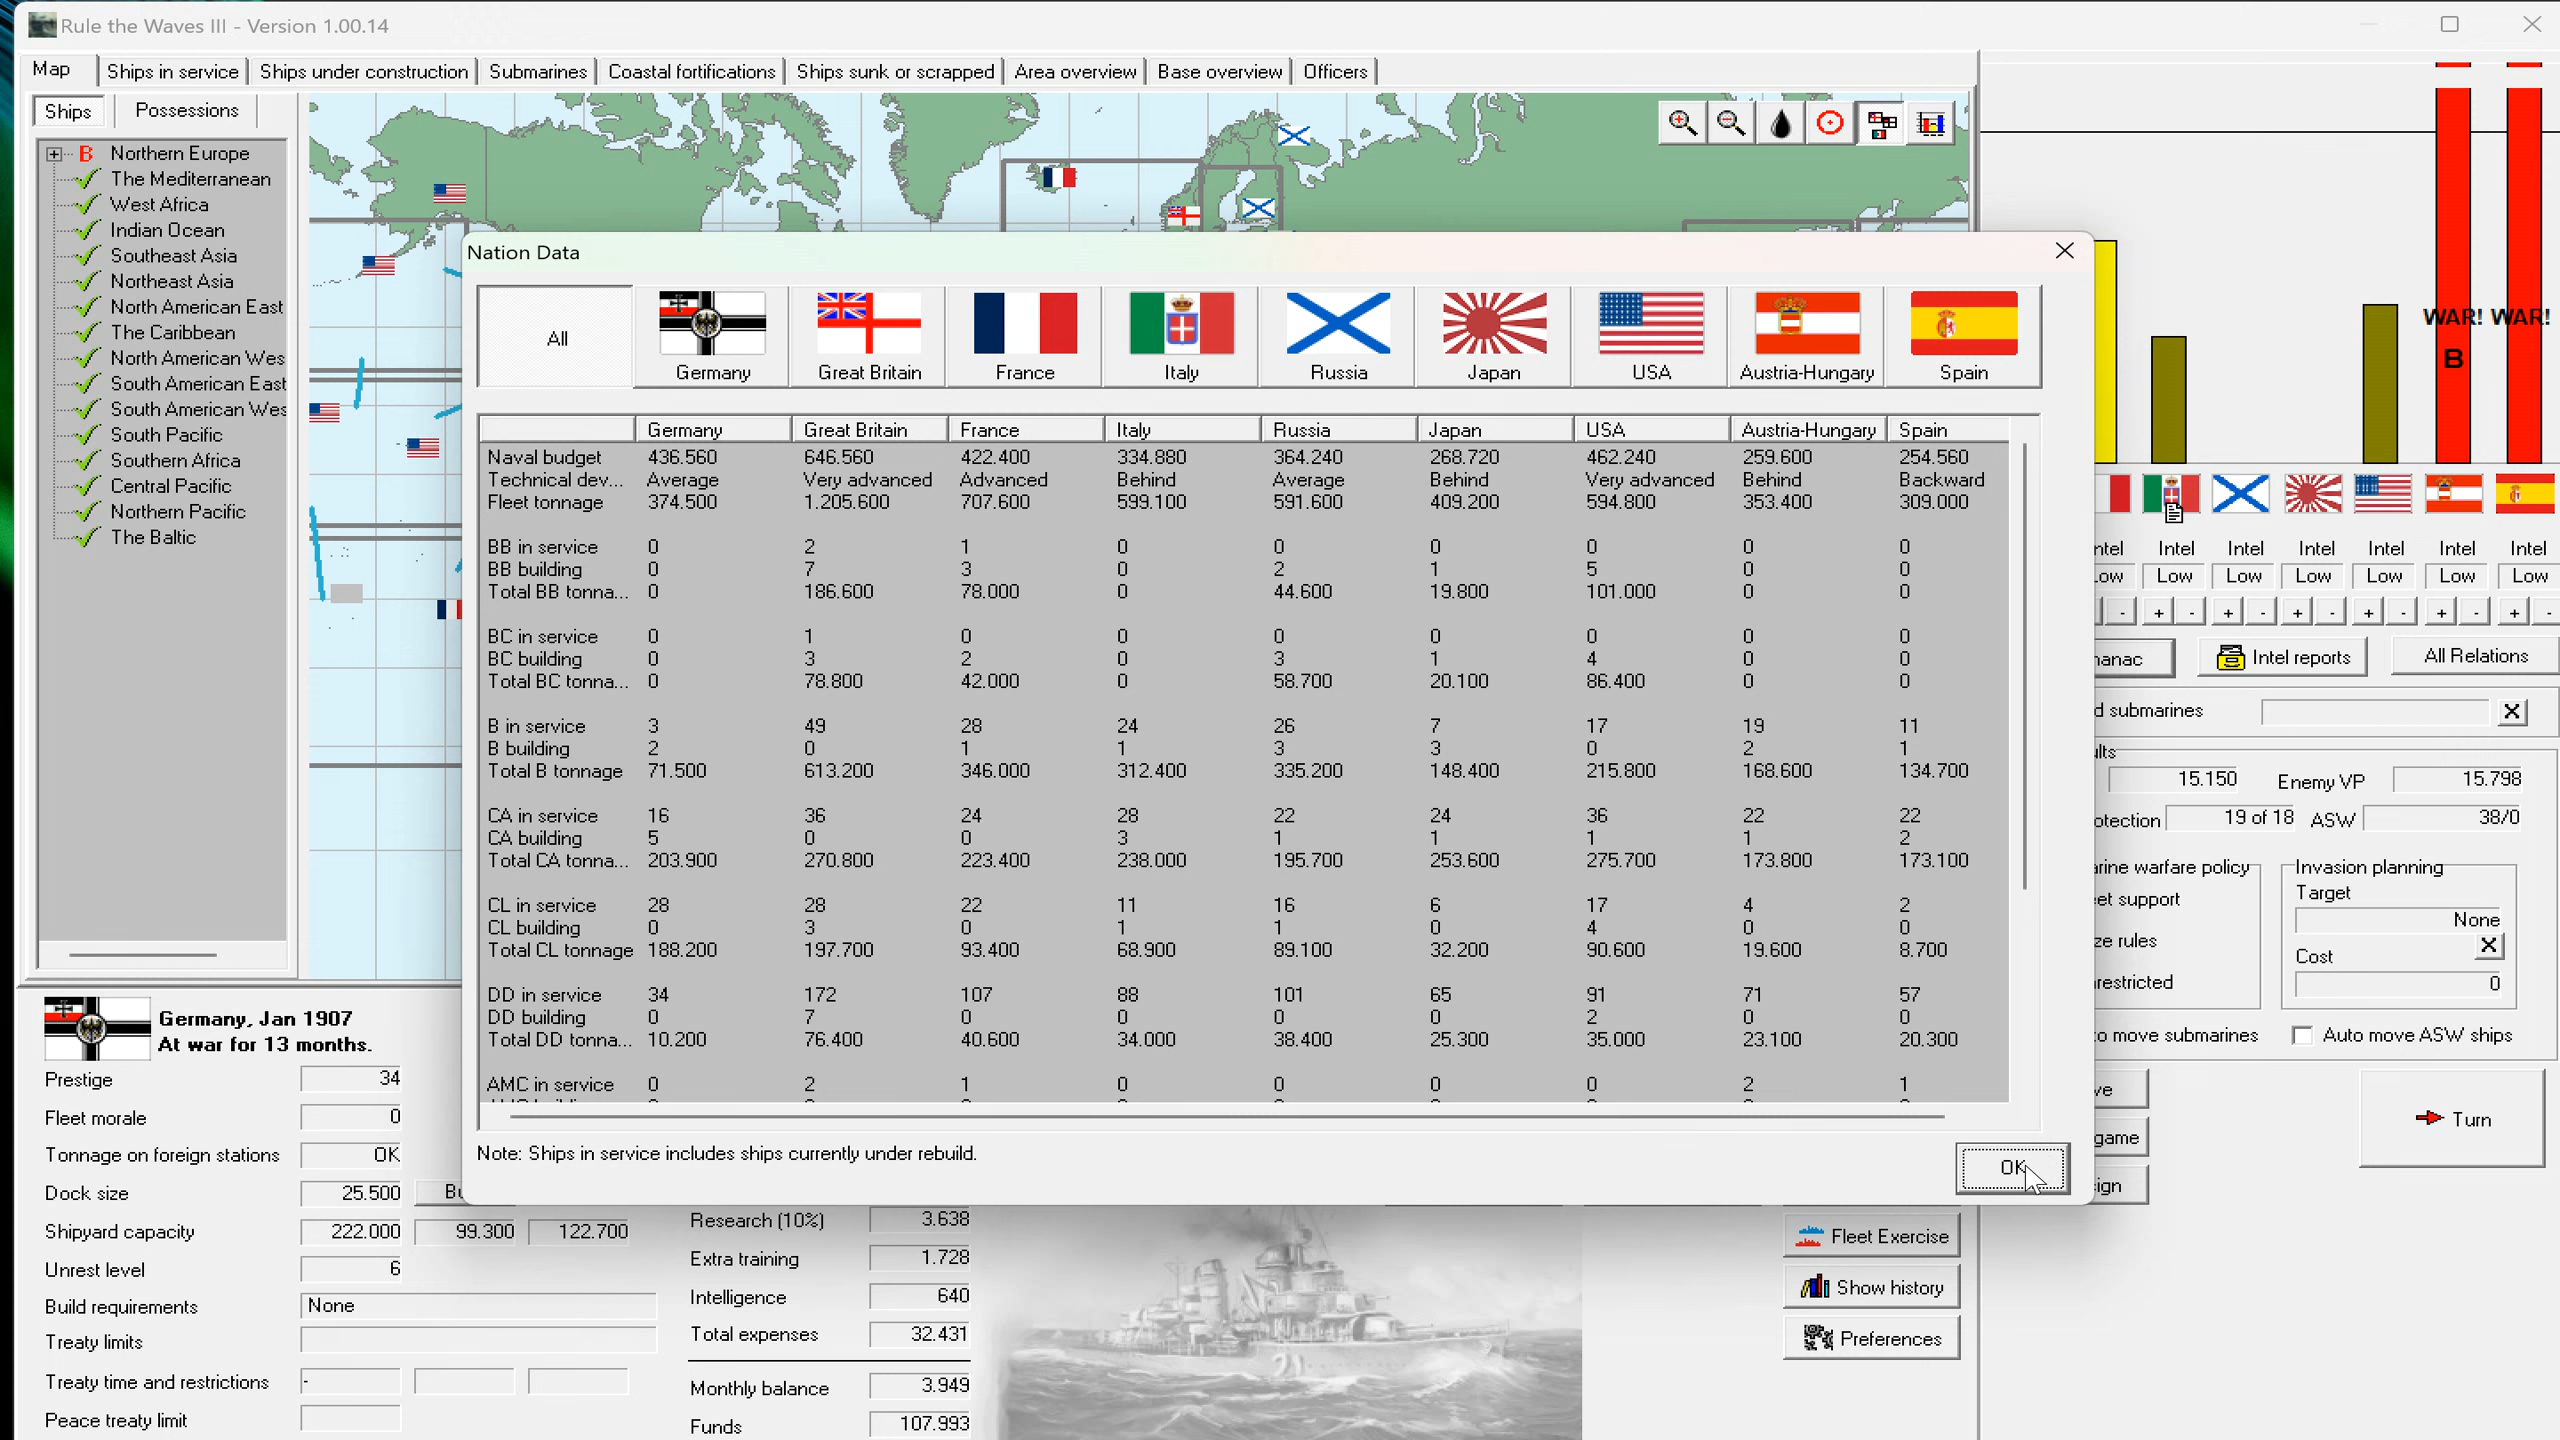 Rule the Waves III - Version 1.00.14
Map Ships in service Ships under construction Submarines Coastal fortifications Ships sunk or scrapped Area overview Base overview Officers
Ships Possessions
B Northern Europe
The Mediterranean
West Africa
Indian Ocean
Southeast Asia
Northeast Asia
North American East
The Caribbean
North American Wes
South American East
South American Wes
South Pacific
Southern Africa
Central Pacific
Northern Pacific
The Baltic
Nation Data
All Germany Great Britain France Italy Russia Japan USA Austria-Hungary Spain
Germany Great Britain France Italy Russia Japan USA Austria-Hungary Spain
Naval budget 436.560 646.560 422.400 334.880 364.240 268.720 462.240 259.600 254.560
Technical dev... Average Very advanced Advanced Behind Average Behind Very advanced Behind Backward
Fleet tonnage 374.500 1.205.600 707.600 599.100 591.600 409.200 594.800 353.400 309.000
BB in service 0 2 1 0 0 0 0 0 0
BB building 0 7 3 0 2 1 5 0 0
Total BB tonna... 0 186.600 78.000 0 44.600 19.800 101.000 0 0
BC in service 0 1 0 0 0 0 0 0 0
BC building 0 3 2 0 3 1 4 0 0
Total BC tonna... 0 78.800 42.000 0 58.700 20.100 86.400 0 0
B in service 3 49 28 24 26 7 17 19 11
B building 2 0 1 1 3 3 0 2 1
Total B tonnage 71.500 613.200 346.000 312.400 335.200 148.400 215.800 168.600 134.700
CA in service 16 36 24 28 22 24 36 22 22
CA building 5 0 0 3 1 1 1 1 2
Total CA tonna... 203.900 270.800 223.400 238.000 195.700 253.600 275.700 173.800 173.100
CL in service 28 28 22 11 16 6 17 4 2
CL building 0 3 0 1 1 0 4 0 0
Total CL tonnage 188.200 197.700 93.400 68.900 89.100 32.200 90.600 19.600 8.700
DD in service 34 172 107 88 101 65 91 71 57
DD building 0 7 0 0 0 0 2 0 0
Total DD tonna... 10.200 76.400 40.600 34.000 38.400 25.300 35.000 23.100 20.300
AMC in service 0 2 1 0 0 0 0 2 1
Note: Ships in service includes ships currently under rebuild.
OK
WAR! WAR!
B
ntel Intel Intel Intel Intel Intel Intel
Low Low Low Low Low Low Low
- + - + - + - + - + - + -
anac Intel reports All Relations
d submarines X
ults
15.150 Enemy VP 15.798
otection 19 of 18 ASW 38/0
rine warfare policy Invasion planning
Target
et support
None
ze rules
X
Cost
restricted
0
to move submarines Auto move ASW ships
ve
game
ign
Turn
Germany, Jan 1907
At war for 13 months.
Prestige 34
Fleet morale 0
Tonnage on foreign stations OK
Dock size 25.500 Bu
Shipyard capacity 222.000 99.300 122.700
Unrest level 6
Build requirements None
Treaty limits
Treaty time and restrictions -
Peace treaty limit
Research (10%) 3.638
Extra training 1.728
Intelligence 640
Total expenses 32.431
Monthly balance 3.949
Funds 107.993
Fleet Exercise
Show history
Preferences